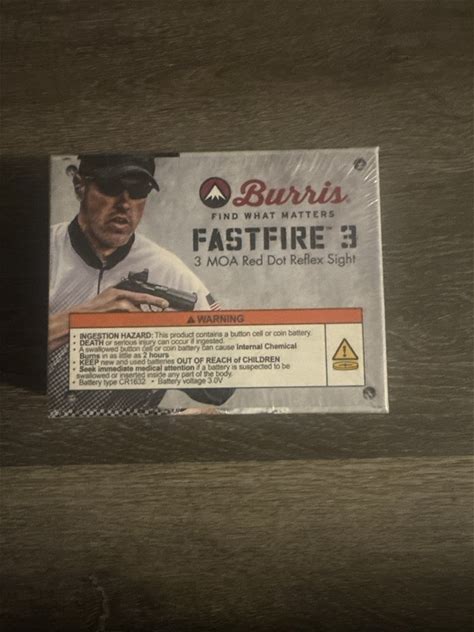 Burris
FIND WHAT MATTERS
FASTFIRE™ 3
3 MOA Red Dot Reflex Sight
⚠ WARNING
• INGESTION HAZARD: This product contains a button cell or coin battery.
• DEATH or serious injury can occur if ingested.
• A swallowed button cell or coin battery can cause Internal Chemical
Burns in as little as 2 hours
• KEEP new and used batteries OUT OF REACH of CHILDREN
• Seek immediate medical attention if a battery is suspected to be
swallowed or inserted inside any part of the body.
• Battery type CR1632 • Battery voltage 3.0V